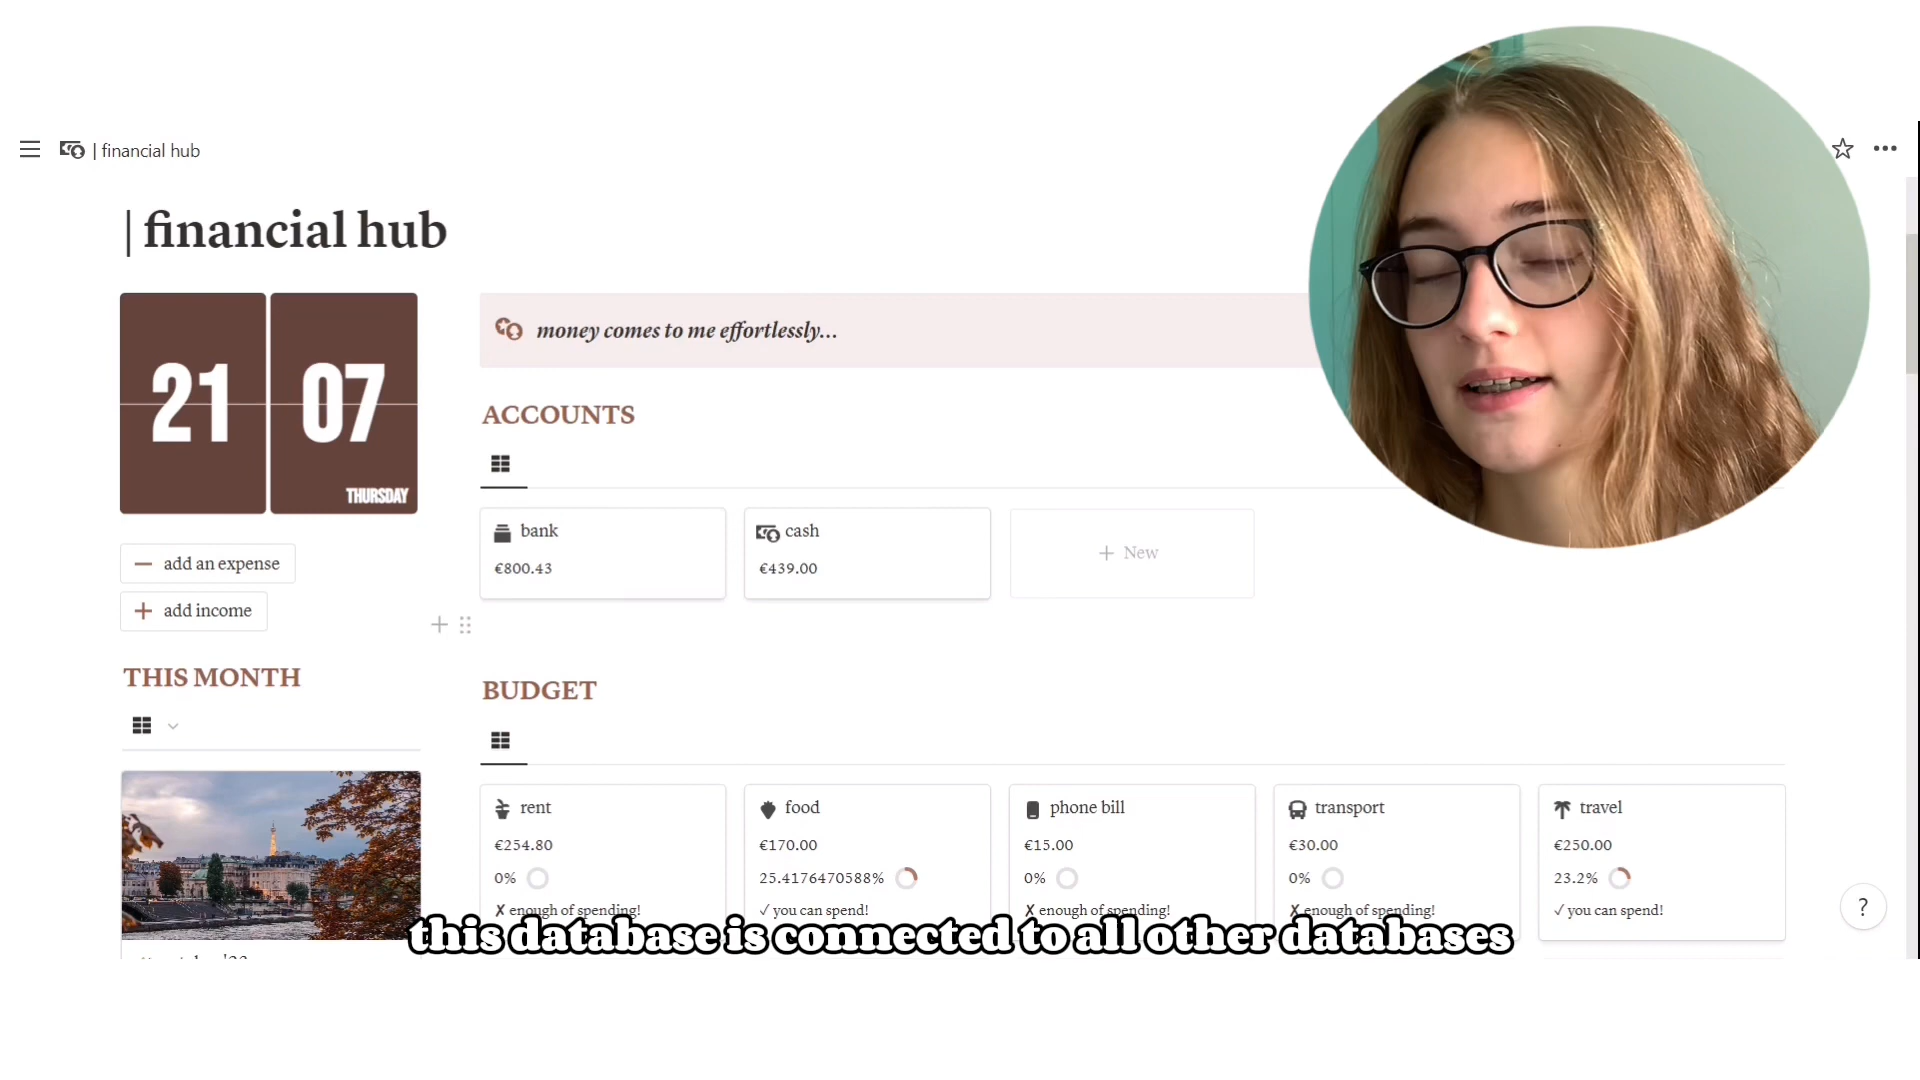 | financial hub
| financial hub
21 07
THURSDAY
add an expense
add income
THIS MONTH
money comes to me effortlessly...
ACCOUNTS
bank
€800.43
cash
€439.00
+ New
BUDGET
rent
€254.80
0%
✗ enough of spending!
food
€170.00
25.4176470588%
✓ you can spend!
phone bill
€15.00
0%
✗ enough of spending!
transport
€30.00
0%
✗ enough of spending!
travel
€250.00
23.2%
✓ you can spend!
?
this database is connected to all other databases